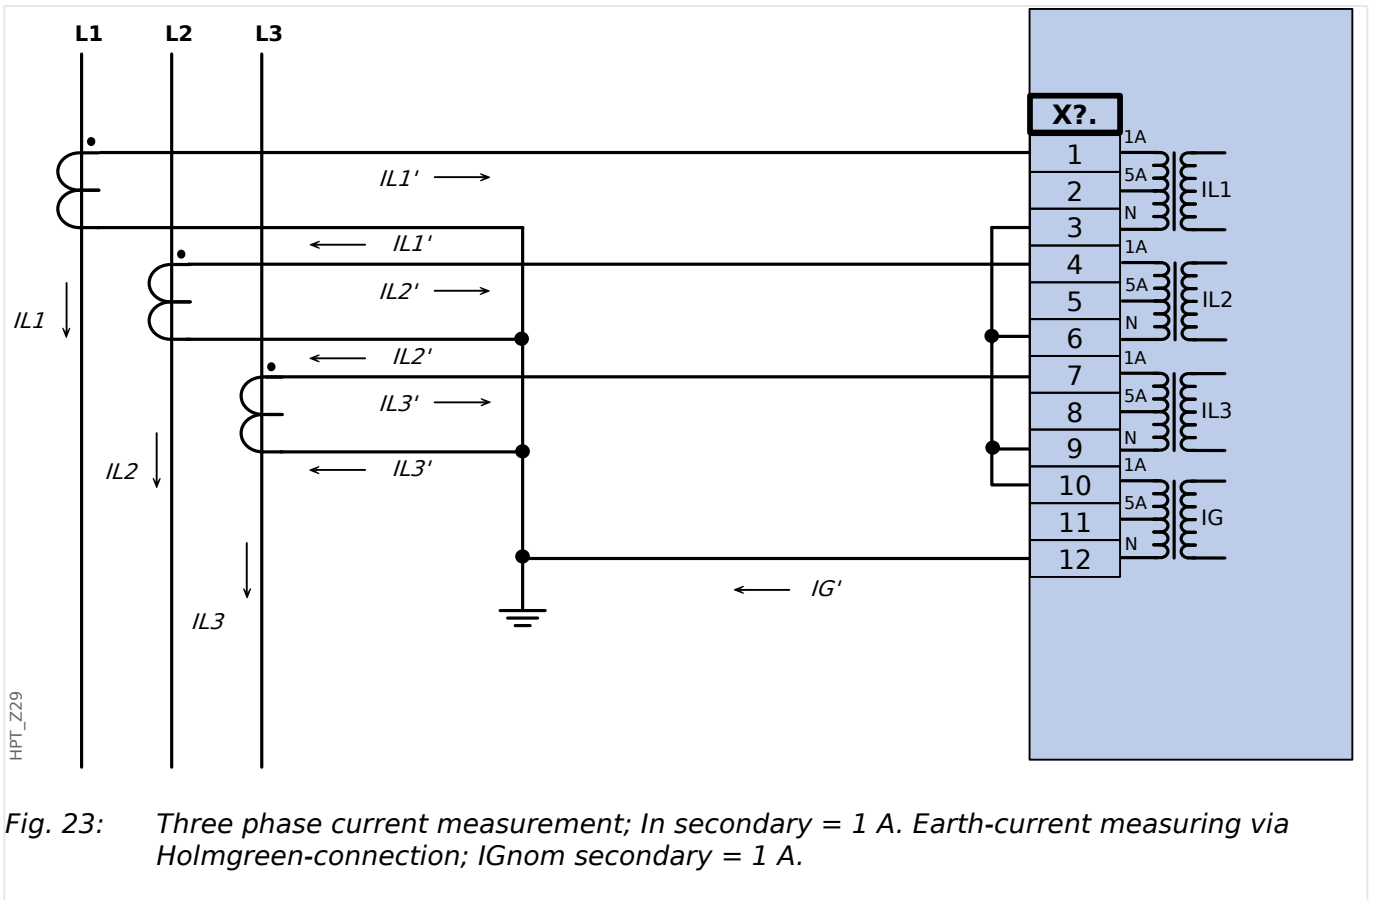 L1 L2 L3
X?.
1A
1
5A
2
IL1
N
3
1A
4
5A
5
IL2
N
6
1A
7
5A
8
IL3
N
9
1A
10
5A
11
IG
N
12
IL1'
IL1'
IL2'
IL2'
IL3'
IL3'
IG'
IL1
IL2
IL3
HPT_Z29
Fig. 23: Three phase current measurement; In secondary = 1 A. Earth-current measuring via
Holmgreen-connection; IGnom secondary = 1 A.